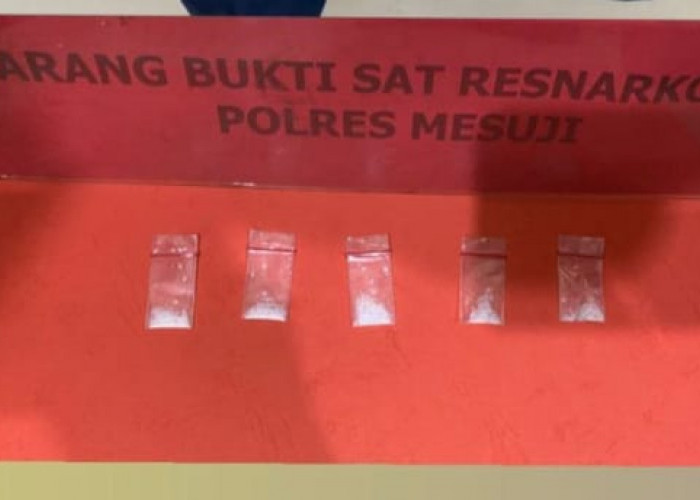 ARANG BUKTI SAT RESNARKO
POLRES MESUJI